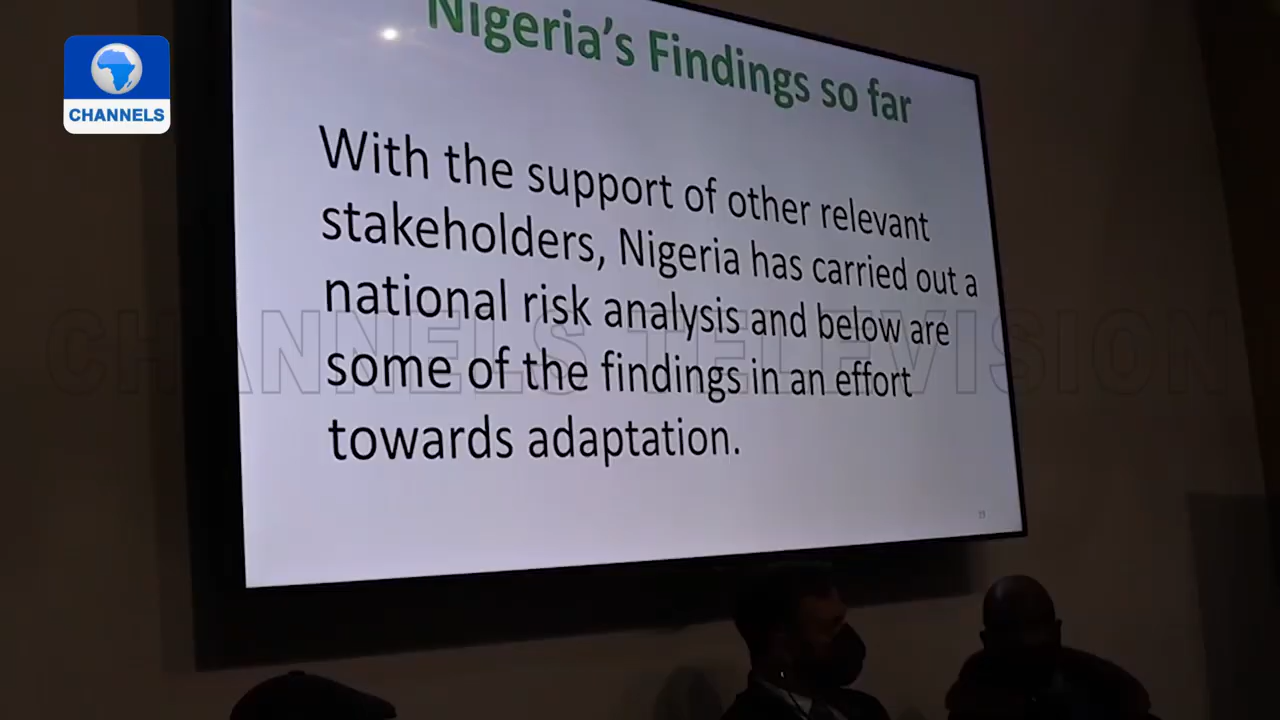 CHANNELS
Nigeria's Findings so far
With the support of other relevant
stakeholders, Nigeria has carried out a
national risk analysis and below are
some of the findings in an effort
towards adaptation.
CHANNELS TELEVISION